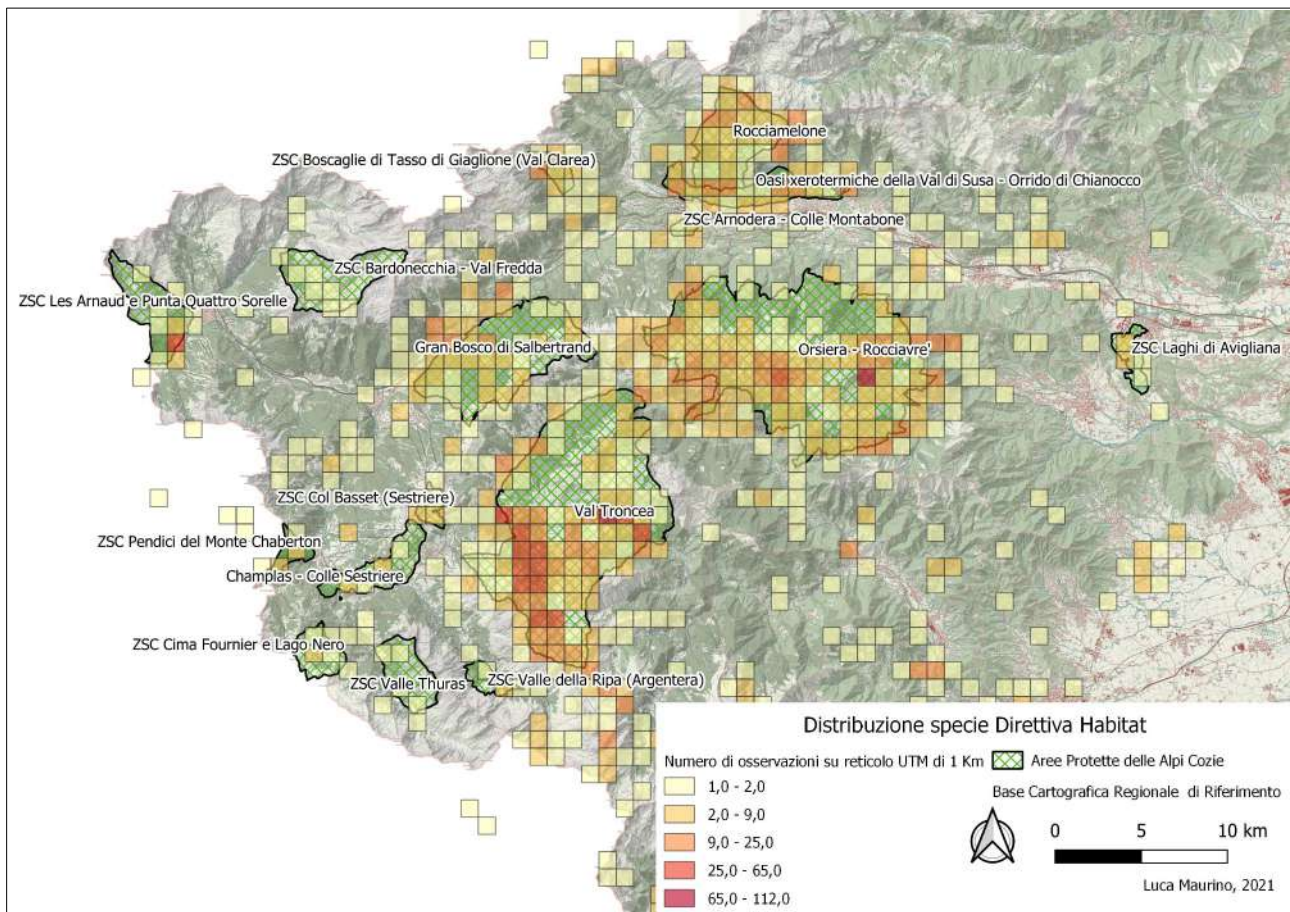 Rocciamelone
ZSC Boscaglie di Tasso di Giaglione (Val Clarea)
Oasi xerotermiche della Val di Susa - Orrido di Chianocco
ZSC Arnodera - Colle Montabone
ZSC Bardonecchia - Val Fredda
ZSC Les Arnaud e Punta Quattro Sorelle
Gran Bosco di Salbertrand
Orsiera - Rocciavre'
ZSC Laghi di Avigliana
ZSC Col Basset (Sestriere)
Val Troncea
ZSC Pendici del Monte Chaberton
Champlas - Colle Sestriere
ZSC Cima Fournier e Lago Nero
ZSC Valle Thuras
ZSC Valle della Ripa (Argentera)
Distribuzione specie Direttiva Habitat
Numero di osservazioni su reticolo UTM di 1 Km
1,0 - 2,0
2,0 - 9,0
9,0 - 25,0
25,0 - 65,0
65,0 - 112,0
Aree Protette delle Alpi Cozie
Base Cartografica Regionale di Riferimento
0 5 10 km
Luca Maurino, 2021